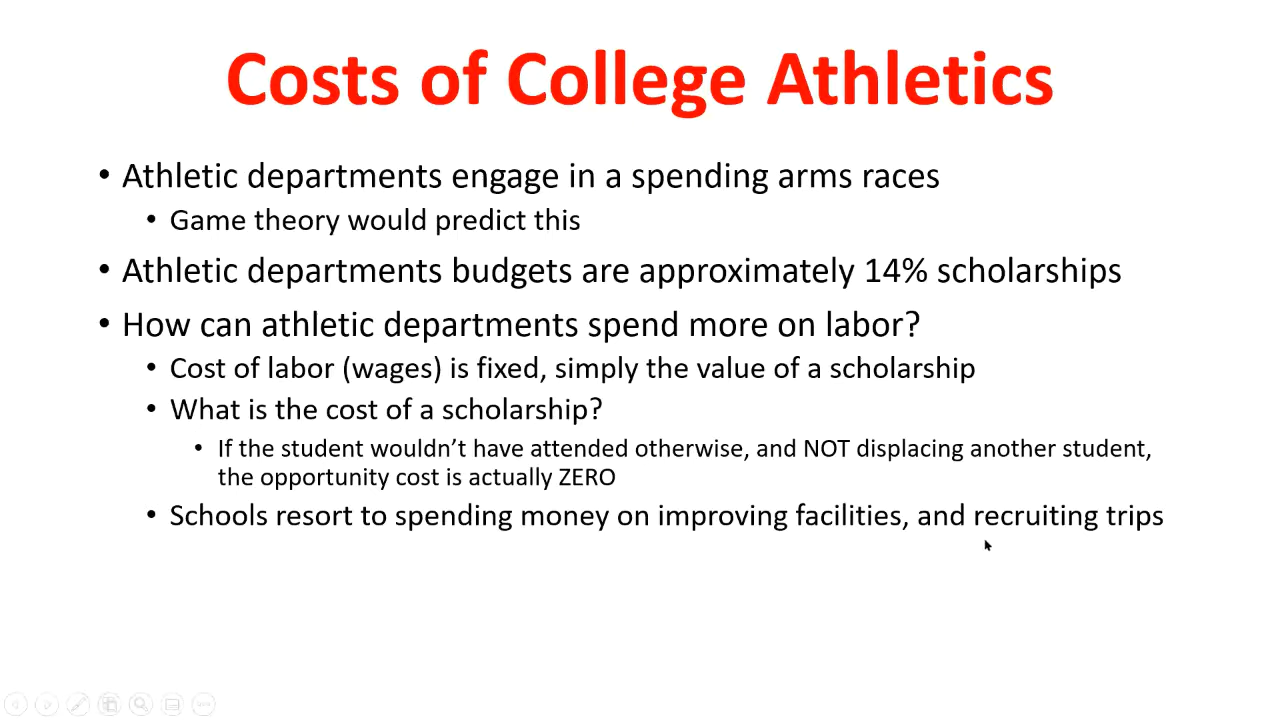 Costs of College Athletics
• Athletic departments engage in a spending arms races
• Game theory would predict this
• Athletic departments budgets are approximately 14% scholarships
• How can athletic departments spend more on labor?
• Cost of labor (wages) is fixed, simply the value of a scholarship
• What is the cost of a scholarship?
• If the student wouldn’t have attended otherwise, and NOT displacing another student,
the opportunity cost is actually ZERO
• Schools resort to spending money on improving facilities, and recruiting trips